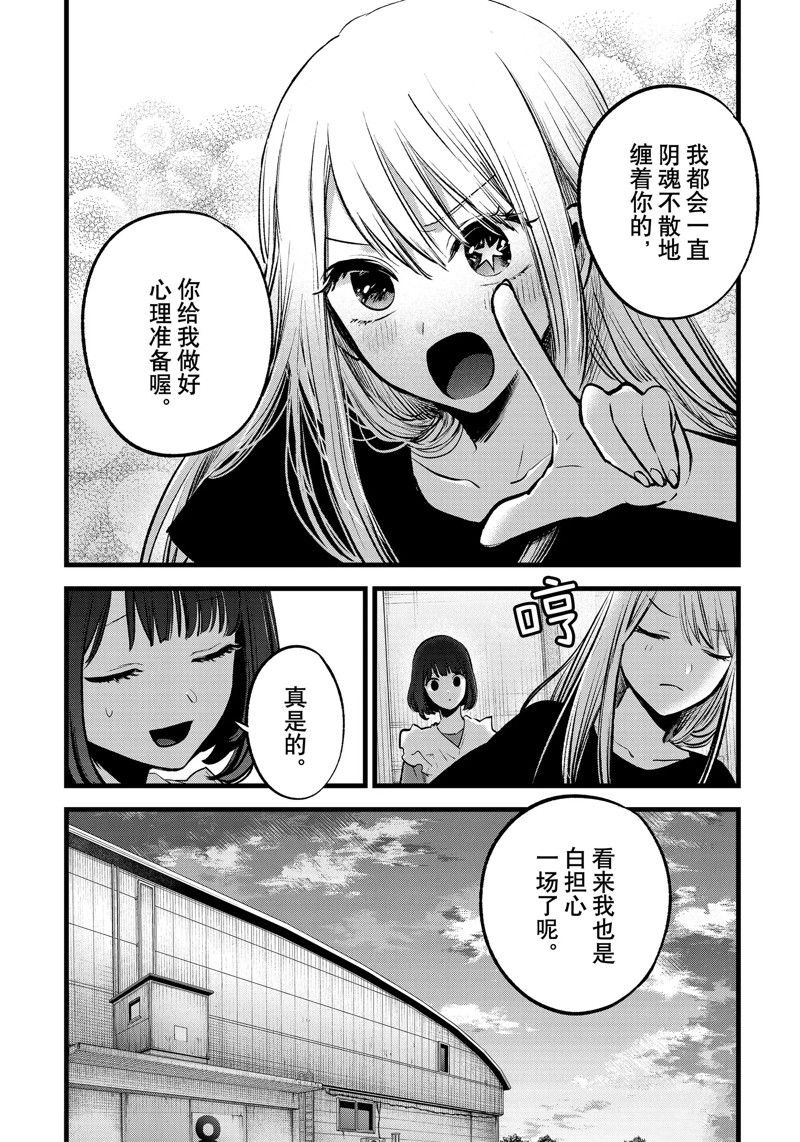 我都会一直
阴魂不散地
缠着你的，
你给我做好
心理准备喔。
哼
真是的。
看来我也是
白担心
一场了呢。